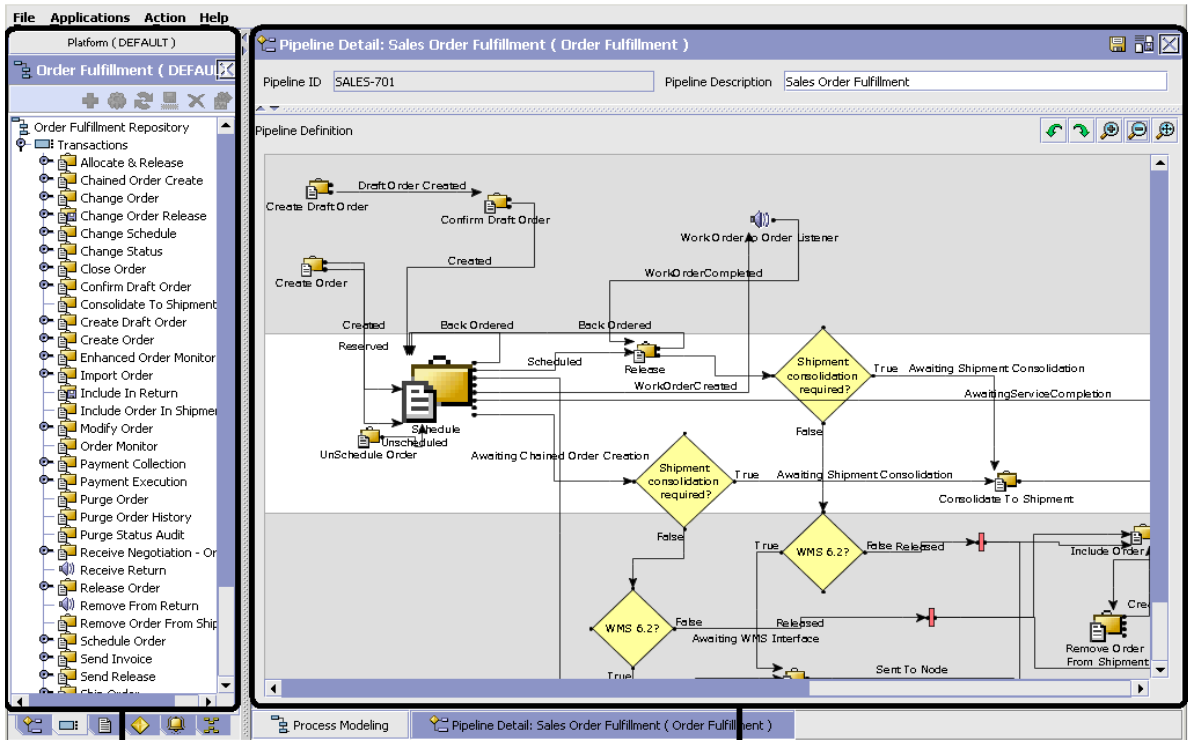 File Applications Action Help
Platform ( DEFAULT )
Order Fulfillment ( DEFAUL
Order Fulfillment Repository
Transactions
Allocate & Release
Chained Order Create
Change Order
Change Order Release
Change Schedule
Change Status
Close Order
Confirm Draft Order
Consolidate To Shipment
Create Draft Order
Create Order
Enhanced Order Monitor
Import Order
Include In Return
Include Order In Shipmer
Modify Order
Order Monitor
Payment Collection
Payment Execution
Purge Order
Purge Order History
Purge Status Audit
Receive Negotiation - Or
Receive Return
Release Order
Remove From Return
Remove Order From Ship
Schedule Order
Send Invoice
Send Release
Ship Order
Pipeline Detail: Sales Order Fulfillment ( Order Fulfillment )
Pipeline ID SALES-701 Pipeline Description Sales Order Fulfillment
Pipeline Definition
Draft Order Created
Create Draft Order
Confirm Draft Order
WorkOrder to Order Listener
Created
Create Order
WorkOrderCompleted
Created
Back Ordered
Back Ordered
Reserved
Scheduled
Release
WorkOrderCreated
Shipment
consolidation
required?
True Awaiting Shipment Consolidation
AwaitingServiceCompletion
Schedule
Unscheduled
UnSchedule Order
False
Awaiting Chained Order Creation
Shipment
consolidation
required?
True Awaiting Shipment Consolidation
Consolidate To Shipment
False
True
WMS 6.2?
False Released
Include Order
Cre
WMS 6.2?
False
Released
Awaiting WMS Interface
Remove Order
From Shipment
True
Sent To Node
Process Modeling
Pipeline Detail: Sales Order Fulfillment ( Order Fulfillment )